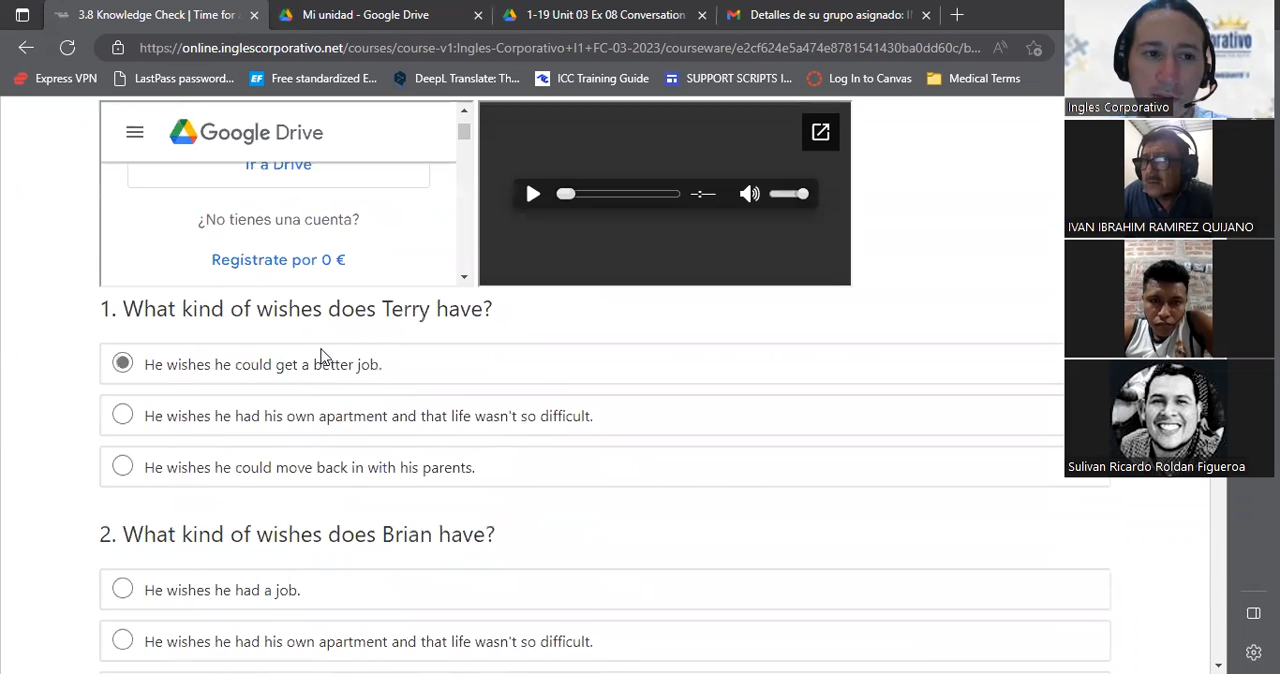 3.8 Knowledge Check | Time for
Mi unidad - Google Drive
1-19 Unit 03 Ex 08 Conversation
Detalles de su grupo asignado: I
https://online.inglescorporativo.net/courses/course-v1:Ingles-Corporativo+I1+FC-03-2023/courseware/e2cf624e5a474e8781541430ba0dd60c/b...
Express VPN
LastPass password...
EF Free standardized E...
DeepL Translate: Th...
ICC Training Guide
SUPPORT SCRIPTS I...
Log In to Canvas
Medical Terms
Google Drive
Ir a Drive
¿No tienes una cuenta?
Regístrate por 0 €
1. What kind of wishes does Terry have?
He wishes he could get a better job.
He wishes he had his own apartment and that life wasn't so difficult.
He wishes he could move back in with his parents.
2. What kind of wishes does Brian have?
He wishes he had a job.
He wishes he had his own apartment and that life wasn't so difficult.
Ingles Corporativo
IVAN IBRAHIM RAMIREZ QUIJANO
Sulivan Ricardo Roldan Figueroa